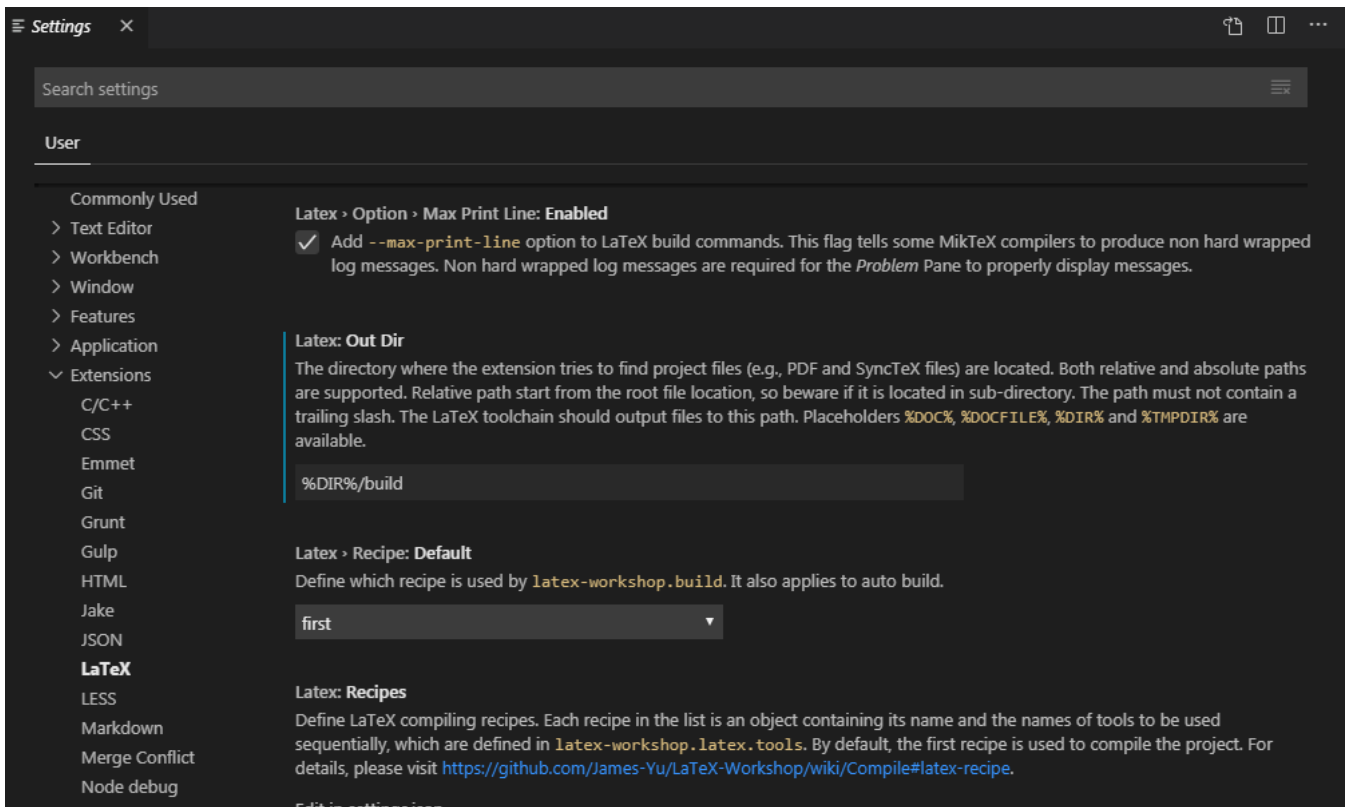 Settings
Search settings
User
Commonly Used
Text Editor
Workbench
Window
Features
Application
Extensions
C/C++
CSS
Emmet
Git
Grunt
Gulp
HTML
Jake
JSON
LaTeX
LESS
Markdown
Merge Conflict
Node debug
Latex › Option › Max Print Line: Enabled
Add --max-print-line option to LaTeX build commands. This flag tells some MikTeX compilers to produce non hard wrapped
log messages. Non hard wrapped log messages are required for the Problem Pane to properly display messages.
Latex: Out Dir
The directory where the extension tries to find project files (e.g., PDF and SyncTeX files) are located. Both relative and absolute paths
are supported. Relative path start from the root file location, so beware if it is located in sub-directory. The path must not contain a
trailing slash. The LaTeX toolchain should output files to this path. Placeholders %DOC%, %DOCFILE%, %DIR% and %TMPDIR% are
available.
%DIR%/build
Latex › Recipe: Default
Define which recipe is used by latex-workshop.build. It also applies to auto build.
first
Latex: Recipes
Define LaTeX compiling recipes. Each recipe in the list is an object containing its name and the names of tools to be used
sequentially, which are defined in latex-workshop.latex.tools. By default, the first recipe is used to compile the project. For
details, please visit https://github.com/James-Yu/LaTeX-Workshop/wiki/Compile#latex-recipe.